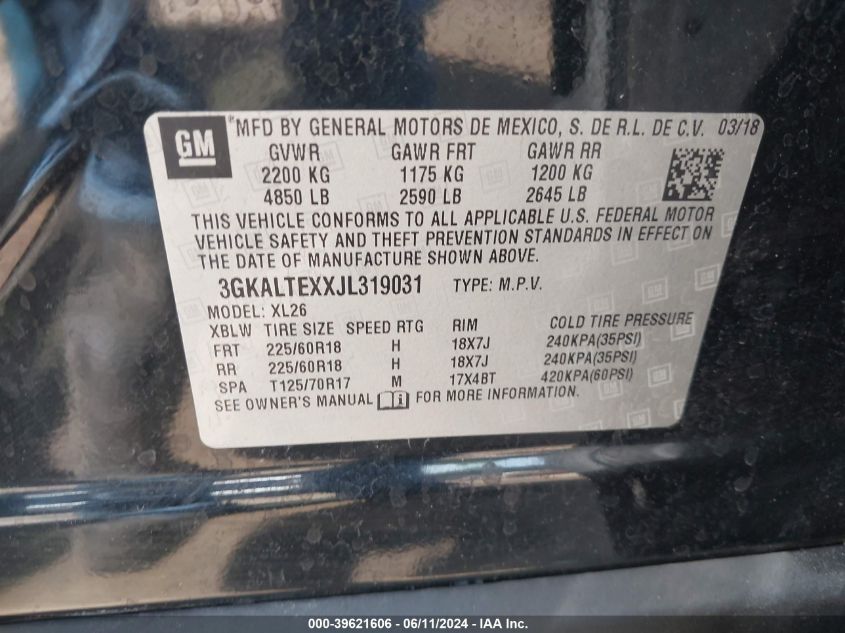 GM
® MFD BY GENERAL MOTORS DE MEXICO, S. DE R.L. DE C.V. 03/18
GVWR GAWR FRT GAWR RR
2200 KG 1175 KG 1200 KG
4850 LB 2590 LB 2645 LB
THIS VEHICLE CONFORMS TO ALL APPLICABLE U.S. FEDERAL MOTOR
VEHICLE SAFETY AND THEFT PREVENTION STANDARDS IN EFFECT ON
THE DATE OF MANUFACTURE SHOWN ABOVE.
3GKALTEXXJL319031 TYPE: M.P.V.
MODEL: XL26
XBLW TIRE SIZE SPEED RTG RIM COLD TIRE PRESSURE
FRT 225/60R18 H 18X7J 240KPA(35PSI)
RR 225/60R18 H 18X7J 240KPA(35PSI)
SPA T125/70R17 M 17X4BT 420KPA(60PSI)
SEE OWNER'S MANUAL FOR MORE INFORMATION.
000-39621606 - 06/11/2024 - IAA Inc.